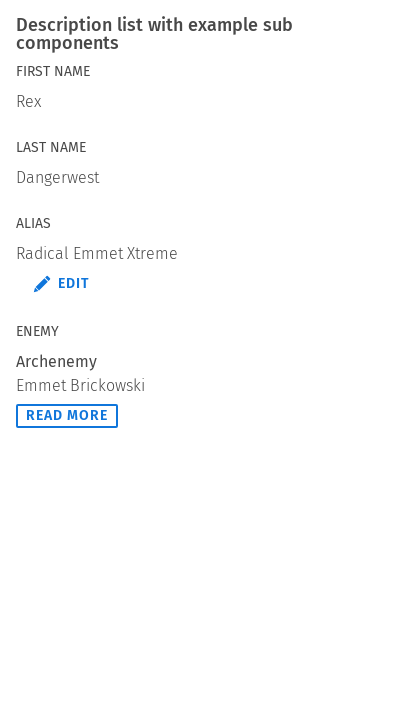 Description list with example sub
components
FIRST NAME
Rex
LAST NAME
Dangerwest
ALIAS
Radical Emmet Xtreme
EDIT
ENEMY
Archenemy
Emmet Brickowski
READ MORE